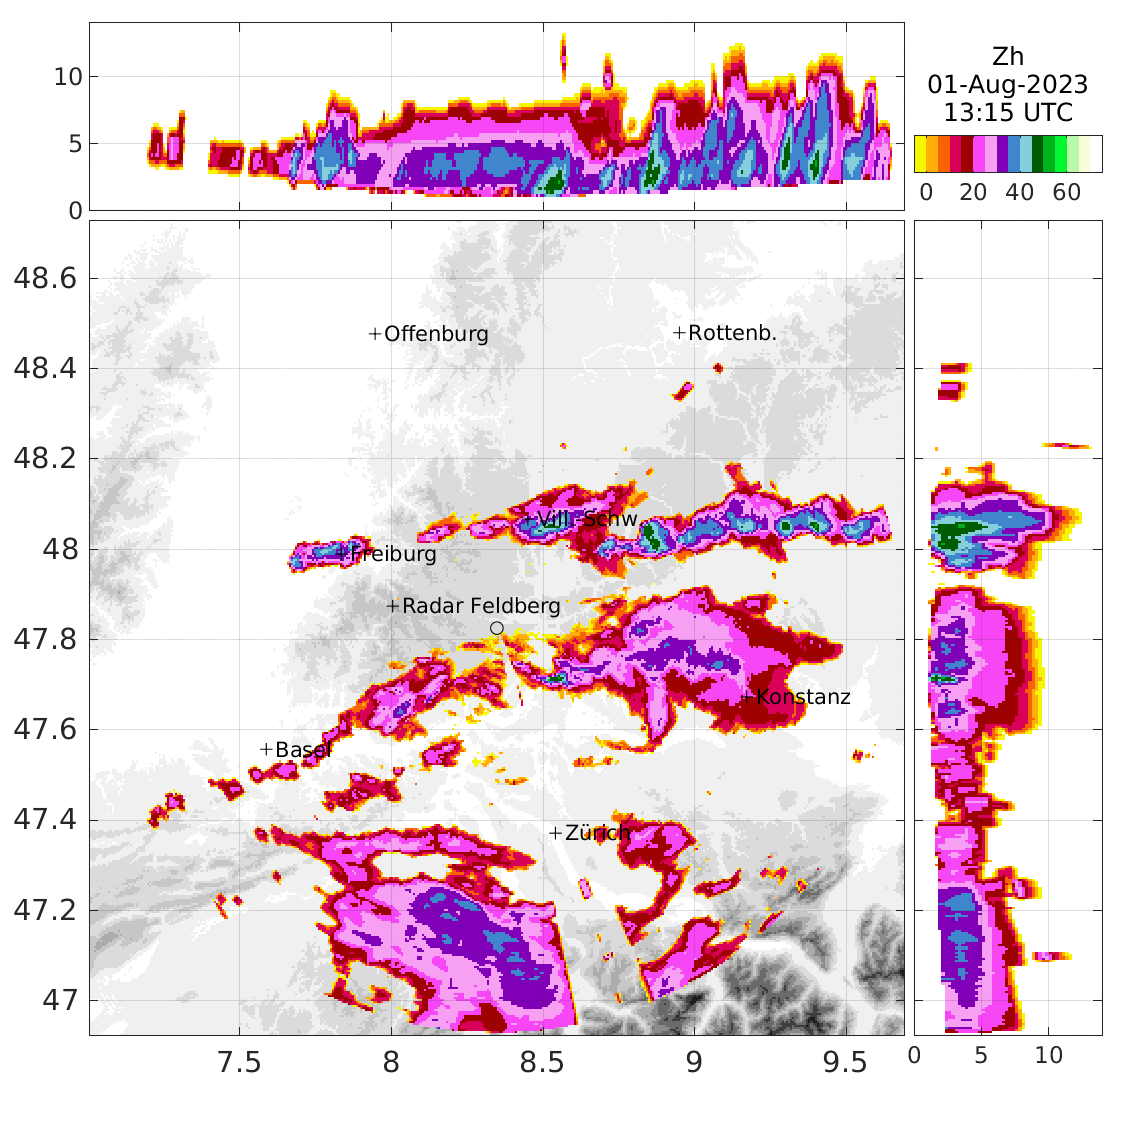 10
5
0
Zh
01-Aug-2023
13:15 UTC
0 20 40 60
48.6
48.4
48.2
48
47.8
47.6
47.4
47.2
47
+Offenburg
+Rottenb.
+Vill.-Schw.
+Freiburg
+Radar Feldberg
+Konstanz
+Basel
+Zürich
7.5 8 8.5 9 9.5
0 5 10